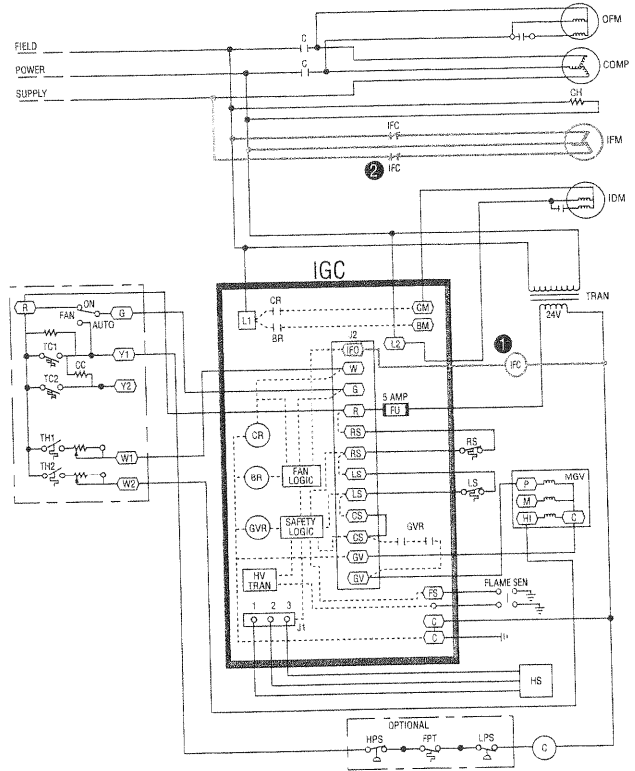 OFM
C
FIELD
POWER
C
COMP
SUPPLY
CH
IFC
IFM
2
IFC
IDM
IGC
TRAN
24V
CR
CM
L1
BM
BR
J2
L2
1
IFO
IFC
R
ON
G
FAN
AUTO
TC1
Y1
CC
TC2
Y2
W
G
5 AMP
R
FU
RS
RS
RS
CR
TH1
W1
TH2
W2
BR
FAN
LOGIC
LS
LS
LS
MGV
P
M
HI
C
GVR
SAFETY
LOGIC
CS
GVR
CS
GV
GV
HV
TRAN
FLAME SEN
FS
1 2 3
J1
C
C
HS
OPTIONAL
HPS
FPT
LPS
C